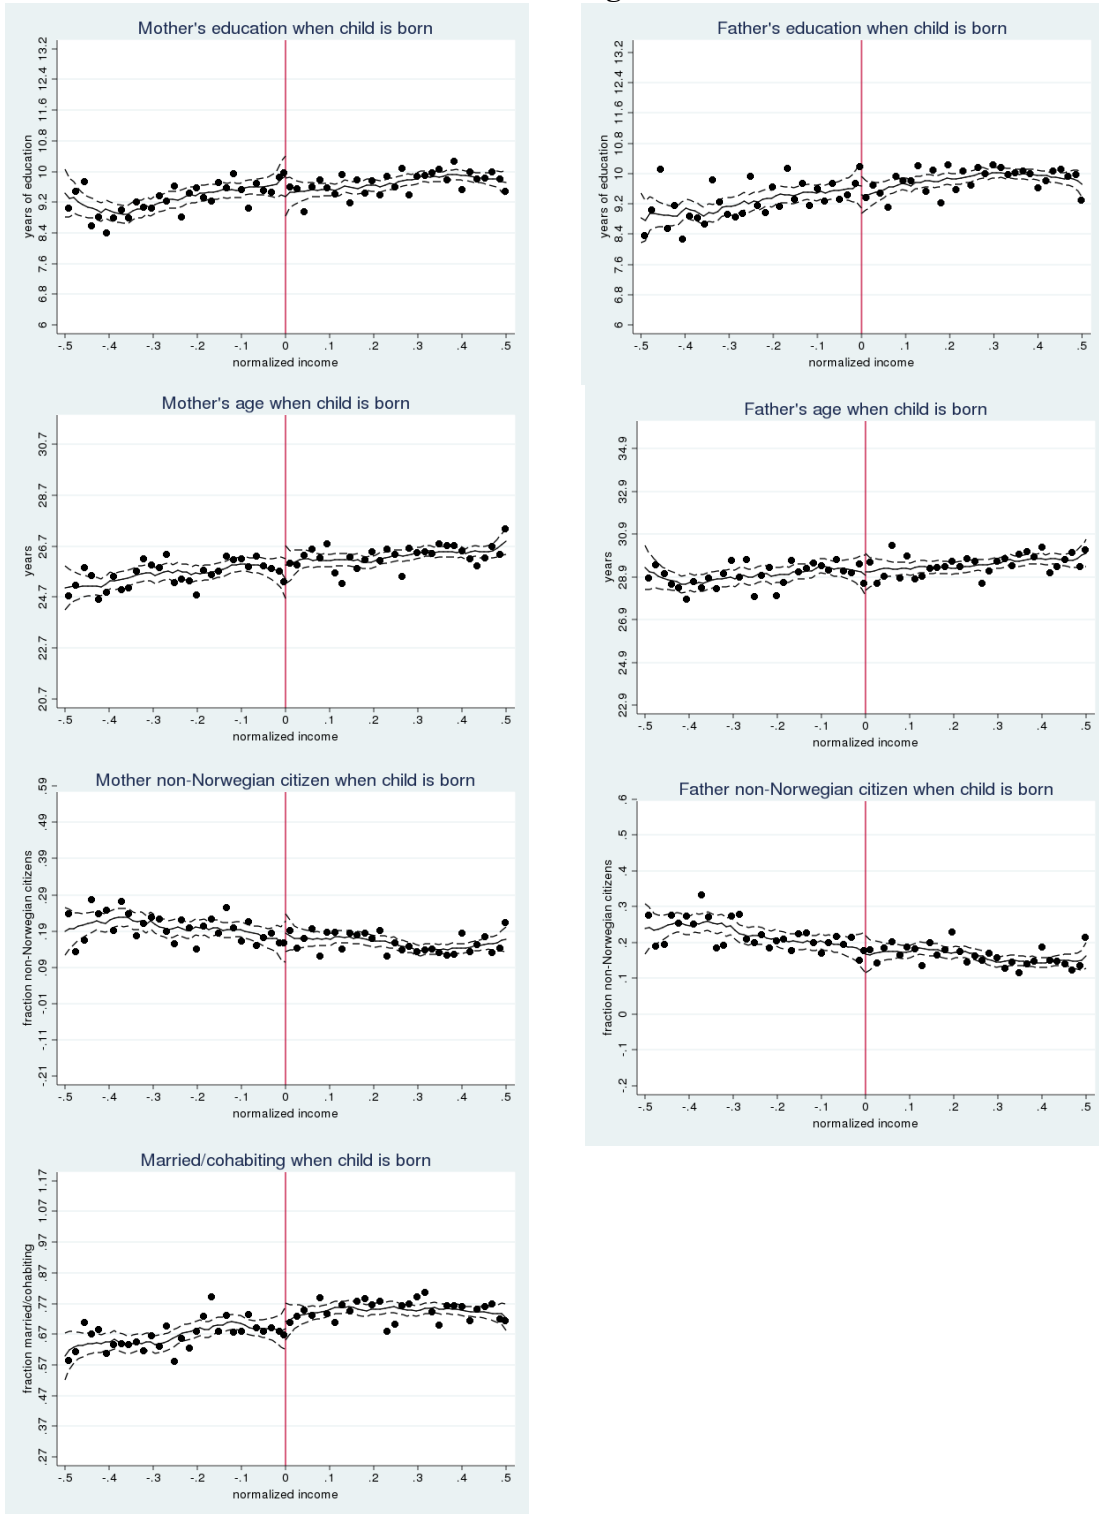 Mother's education when child is born
years of education
13.2
12.4
11.6
10.8
10
9.2
8.4
7.6
6.8
6
-.5 -.4 -.3 -.2 -.1 0 .1 .2 .3 .4 .5
normalized income
Father's education when child is born
years of education
13.2
12.4
11.6
10.8
10
9.2
8.4
7.6
6.8
6
-.5 -.4 -.3 -.2 -.1 0 .1 .2 .3 .4 .5
normalized income
Mother's age when child is born
years
30.7
28.7
26.7
24.7
22.7
20.7
-.5 -.4 -.3 -.2 -.1 0 .1 .2 .3 .4 .5
normalized income
Father's age when child is born
years
34.9
32.9
30.9
28.9
26.9
24.9
22.9
-.5 -.4 -.3 -.2 -.1 0 .1 .2 .3 .4 .5
normalized income
Mother non-Norwegian citizen when child is born
fraction non-Norwegian citizens
.59
.49
.39
.29
.19
.09
-.01
-.11
-.21
-.5 -.4 -.3 -.2 -.1 0 .1 .2 .3 .4 .5
normalized income
Father non-Norwegian citizen when child is born
fraction non-Norwegian citizens
.6
.5
.4
.3
.2
.1
0
-.1
-.2
-.5 -.4 -.3 -.2 -.1 0 .1 .2 .3 .4 .5
normalized income
Married/cohabiting when child is born
fraction married/cohabiting
1.17
1.07
.97
.87
.77
.67
.57
.47
.37
.27
-.5 -.4 -.3 -.2 -.1 0 .1 .2 .3 .4 .5
normalized income